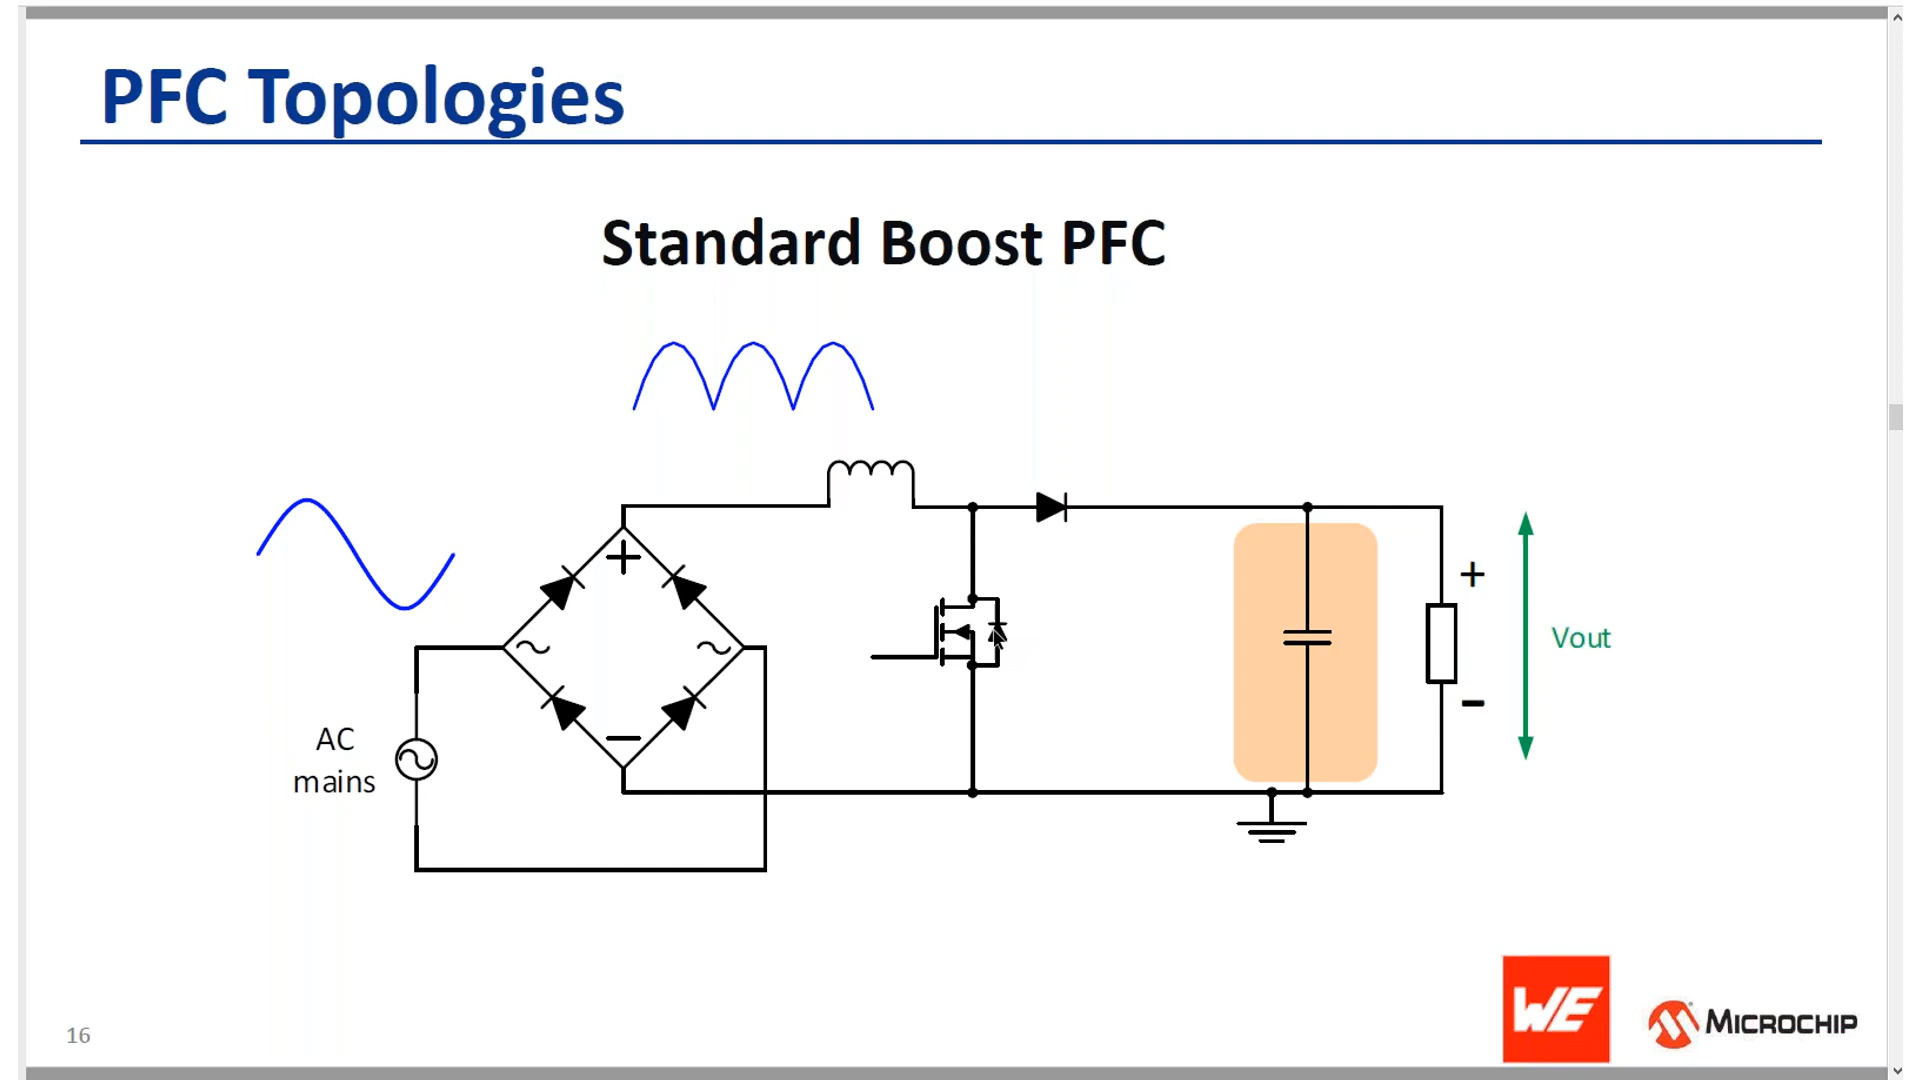 PFC Topologies
Standard Boost PFC
+
AC
mains
−
+
Vout
-
16
WE
MICROCHIP